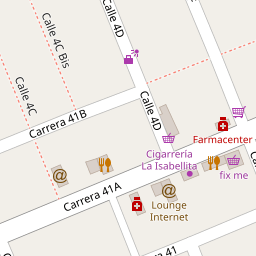 Calle 4D
Calle 4C Bis
Calle 4C
Calle 4D
Carrera 41B
Farmacenter
Cigarrería
La Isabellita
fix me
@
Carrera 41A
@
Lounge
Internet
41